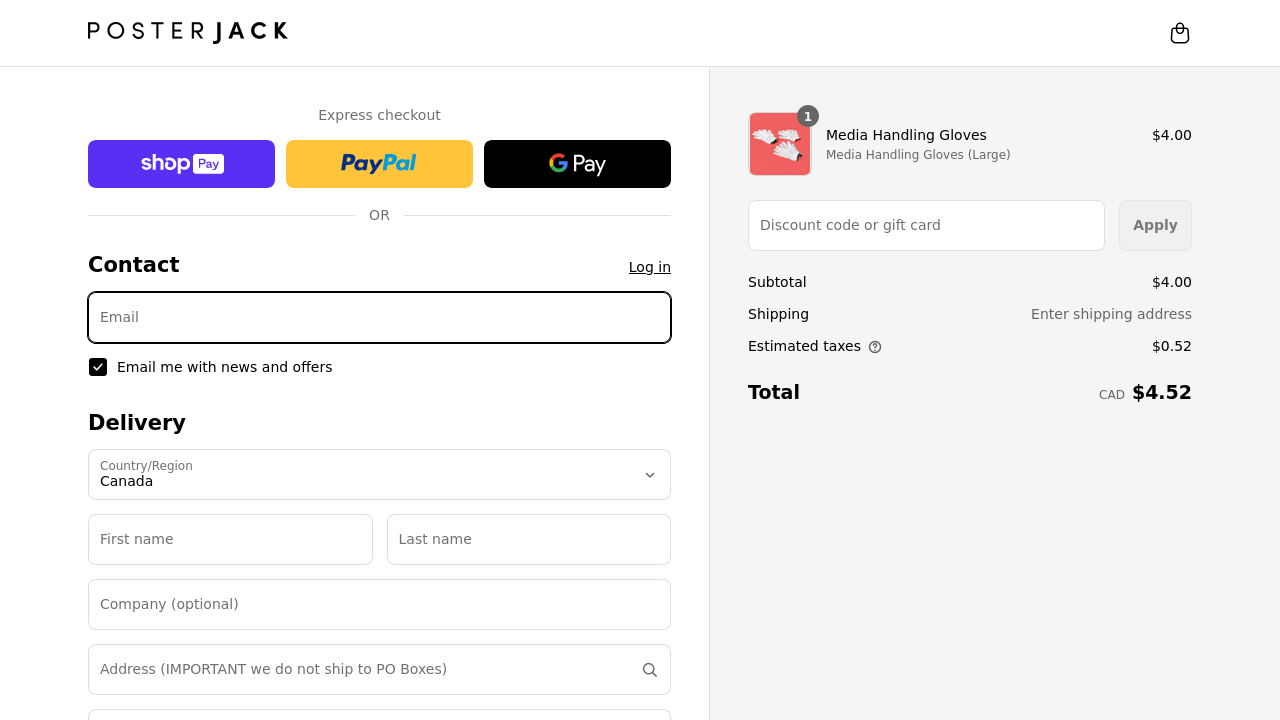 POSTERJACK
Express checkout
shop Pay
PayPal
G Pay
OR
Contact
Log in
Email
Email me with news and offers
Delivery
Country/Region
Canada
First name
Last name
Company (optional)
Address (IMPORTANT we do not ship to PO Boxes)
1
Media Handling Gloves
$4.00
Media Handling Gloves (Large)
Discount code or gift card
Apply
Subtotal
$4.00
Shipping
Enter shipping address
Estimated taxes
$0.52
Total
CAD $4.52